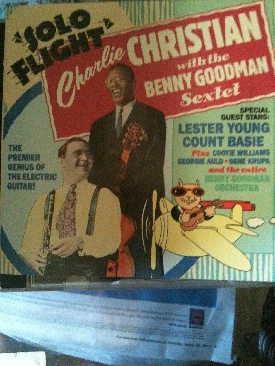 "SOLO
FLIGHT"
Charlie CHRISTIAN
with the
BENNY GOODMAN
Sextet
SPECIAL
GUEST STARS:
LESTER YOUNG
COUNT BASIE
Plus COOTIE WILLIAMS
GEORGE AULD • GENE KRUPA
and the entire
BENNY GOODMAN
ORCHESTRA
THE
PREMIER
GENIUS OF
THE ELECTRIC
GUITAR!